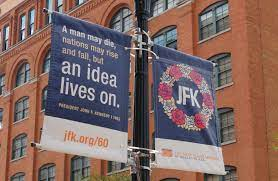 A man may die,
nations may rise
and fall, but
an idea
lives on.
PRESIDENT JOHN F. KENNEDY
jfk.org/60
JFK